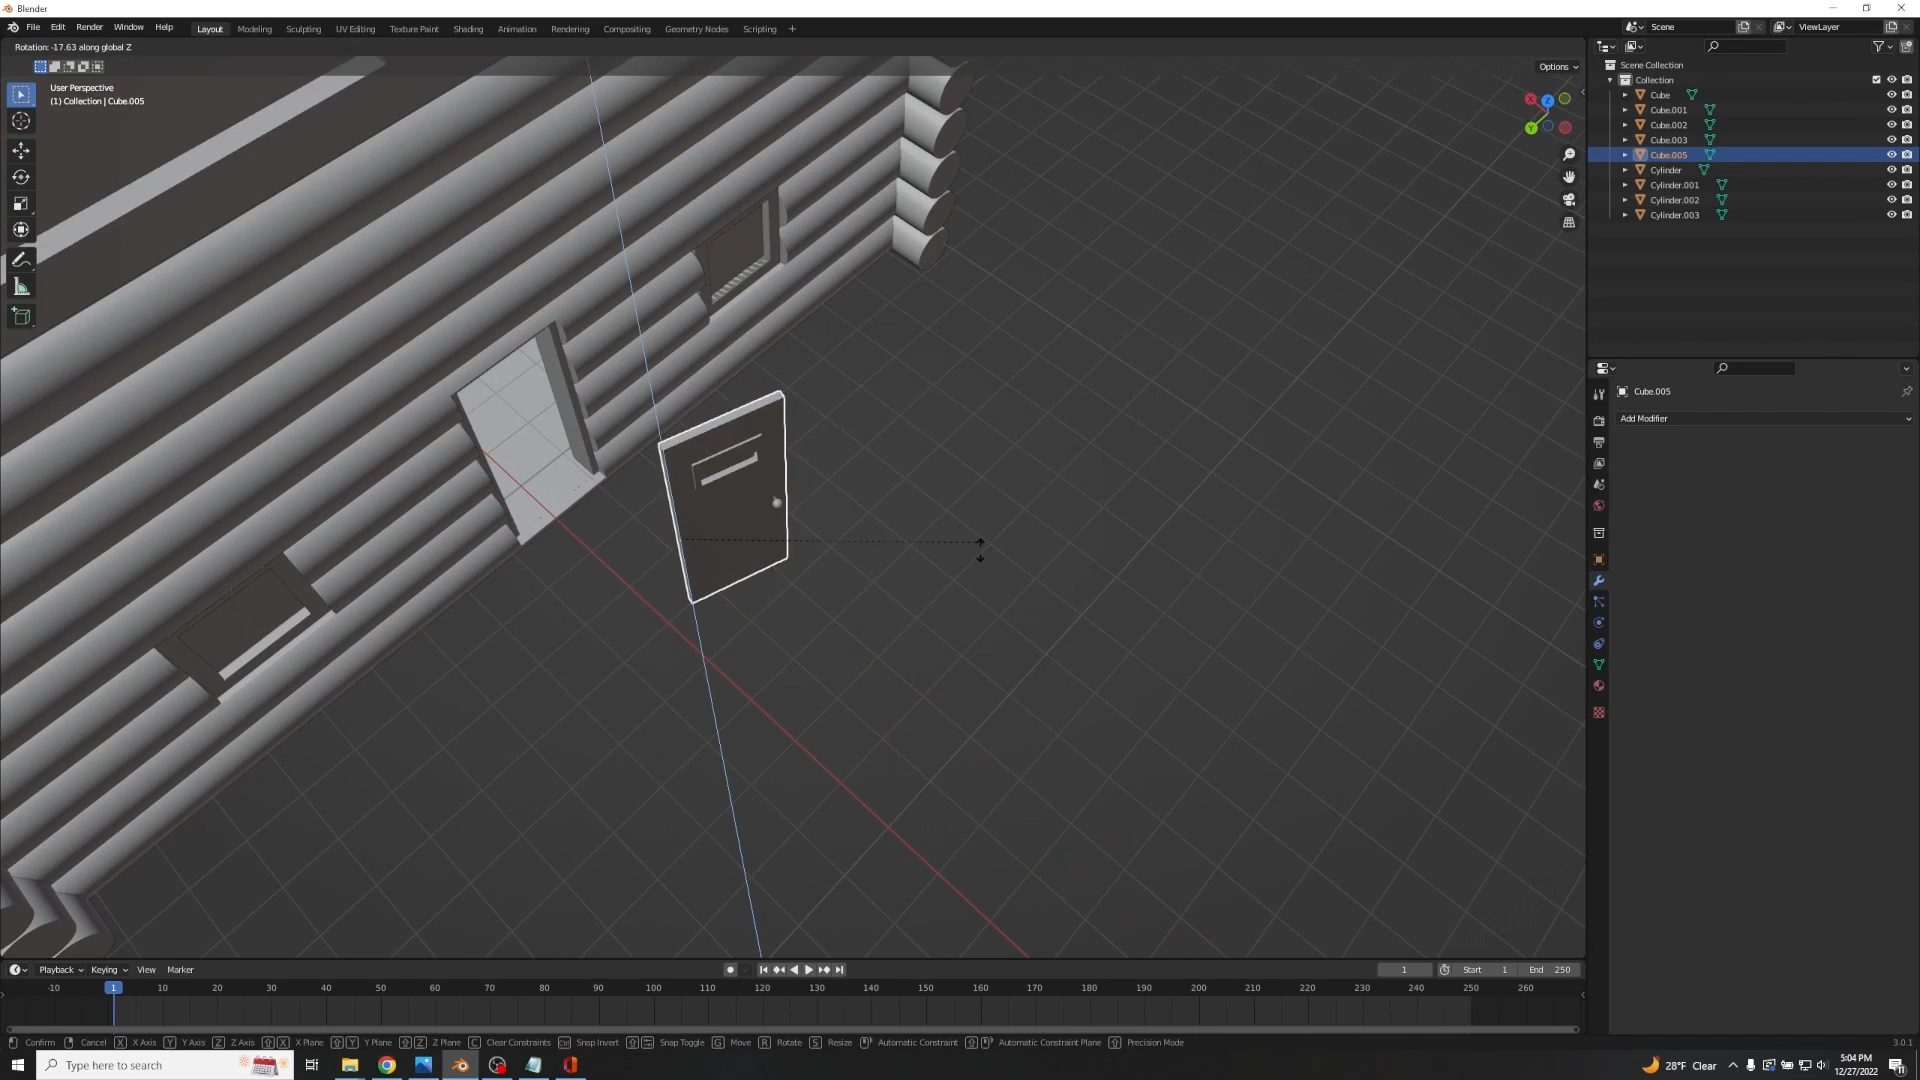 Blender
File Edit Render Window Help
Layout Modeling Sculpting UV Editing Texture Paint Shading Animation Rendering Compositing Geometry Nodes Scripting +
Scene
ViewLayer
Rotation: -17.63 along global Z
Options
User Perspective
(1) Collection | Cube.005
X
Z
Y
Scene Collection
Collection
Cube
Cube.001
Cube.002
Cube.003
Cube.005
Cylinder
Cylinder.001
Cylinder.002
Cylinder.003
Cube.005
Add Modifier
Playback Keying View Marker
1 Start 1 End 250
-10 1 10 20 30 40 50 60 70 80 90 100 110 120 130 140 150 160 170 180 190 200 210 220 230 240 250 260
Confirm Cancel X X Axis Y Y Axis Z Z Axis X X Plane Y Y Plane Z Z Plane C Clear Constraints Ctrl Snap Invert Snap Toggle G Move R Rotate S Resize Automatic Constraint Automatic Constraint Plane Precision Mode
3.0.1
Type here to search
28°F Clear
5:04 PM
12/27/2022
11